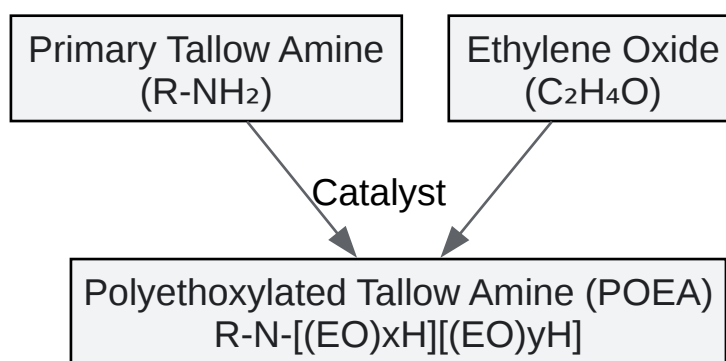 Primary Tallow Amine
(R-NH₂)
Ethylene Oxide
(C₂H₄O)
Catalyst
Polyethoxylated Tallow Amine (POEA)
R-N-[(EO)xH][(EO)yH]